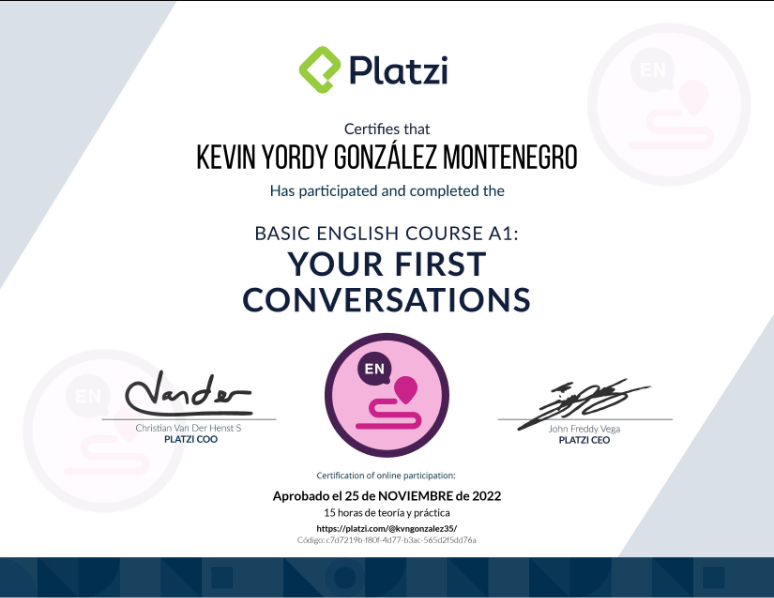 Platzi
Certifies that
KEVIN YORDY GONZÁLEZ MONTENEGRO
Has participated and completed the
BASIC ENGLISH COURSE A1:
YOUR FIRST
CONVERSATIONS
EN
EN
EN
Vander
Christian Van Der Henst S
PLATZI COO
John Freddy Vega
PLATZI CEO
Certification of online participation:
Aprobado el 25 de NOVIEMBRE de 2022
15 horas de teoría y práctica
https://platzi.com/@kvngonzalez35/
Código: c7d7219b-f80f-4d77-b3ac-565d2f5dd76a